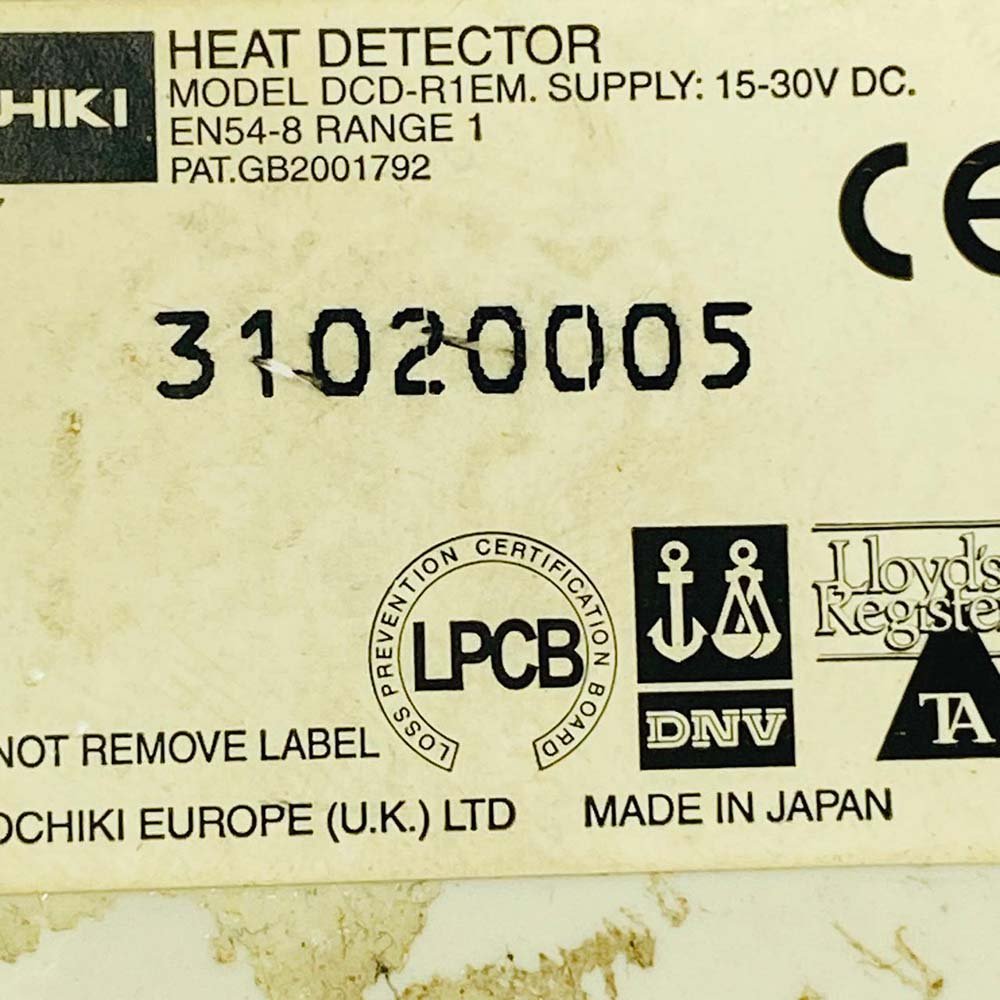 HEAT DETECTOR
HIKI
MODEL DCD-R1EM. SUPPLY: 15-30V DC.
EN54-8 RANGE 1
PAT.GB2001792
CE
31020005
LOSS PREVENTION CERTIFICATION BOARD
LPCB
DNV
Lloyd's
Registe
TA
NOT REMOVE LABEL
OCHIKI EUROPE (U.K.) LTD MADE IN JAPAN